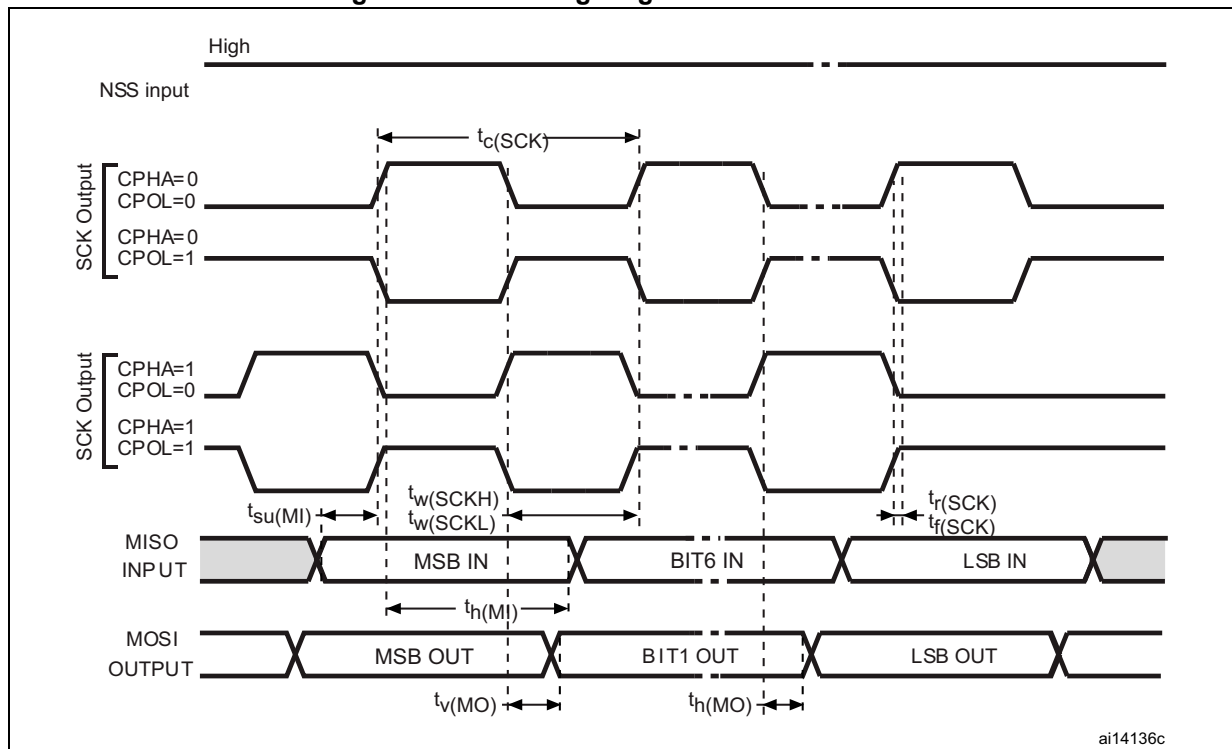 High
NSS input
tc(SCK)
SCK Output
CPHA=0
CPOL=0
CPHA=0
CPOL=1
SCK Output
CPHA=1
CPOL=0
CPHA=1
CPOL=1
tsu(MI)
tw(SCKH)
tw(SCKL)
tr(SCK)
tf(SCK)
MISO
INPUT
MSB IN
BIT6 IN
LSB IN
th(MI)
MOSI
OUTPUT
MSB OUT
BIT1 OUT
LSB OUT
tv(MO)
th(MO)
ai14136c